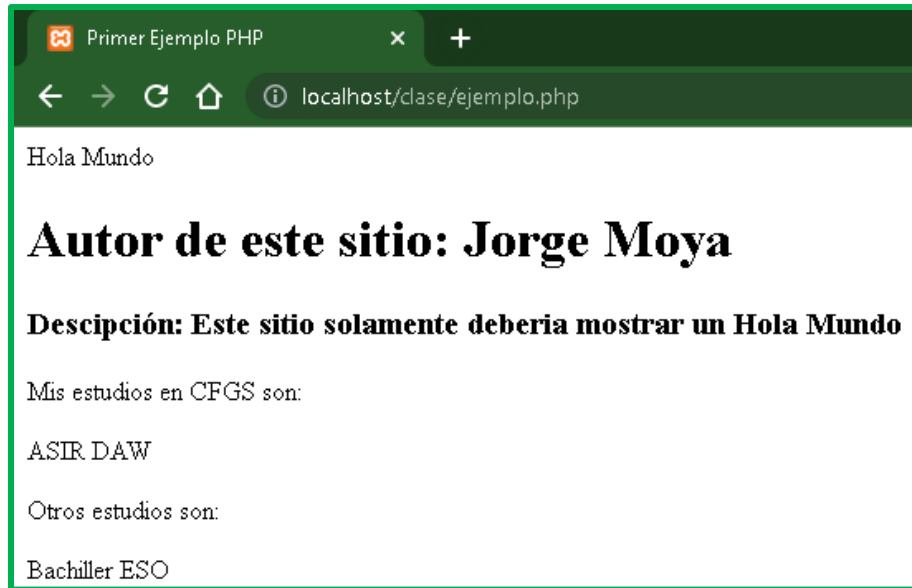 Primer Ejemplo PHP
localhost/clase/ejemplo.php
Hola Mundo
Autor de este sitio: Jorge Moya
Descipción: Este sitio solamente deberia mostrar un Hola Mundo
Mis estudios en CFGS son:
ASIR DAW
Otros estudios son:
Bachiller ESO